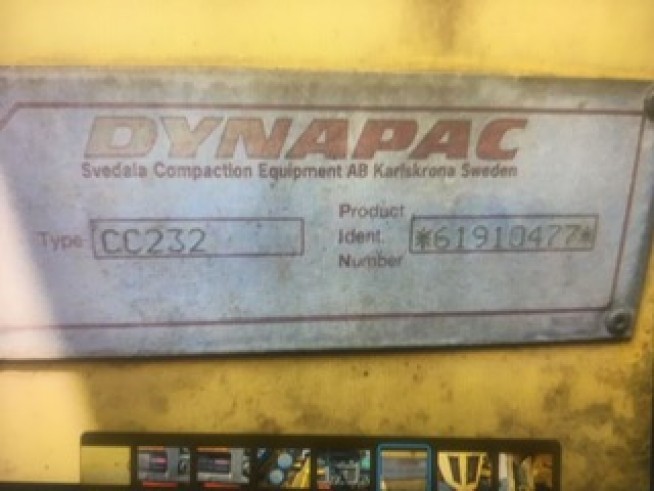 DYNAPAC
Svedala Compaction Equipment AB Karlskrona Sweden
Type CC232
Product Ident. Number *61910477*